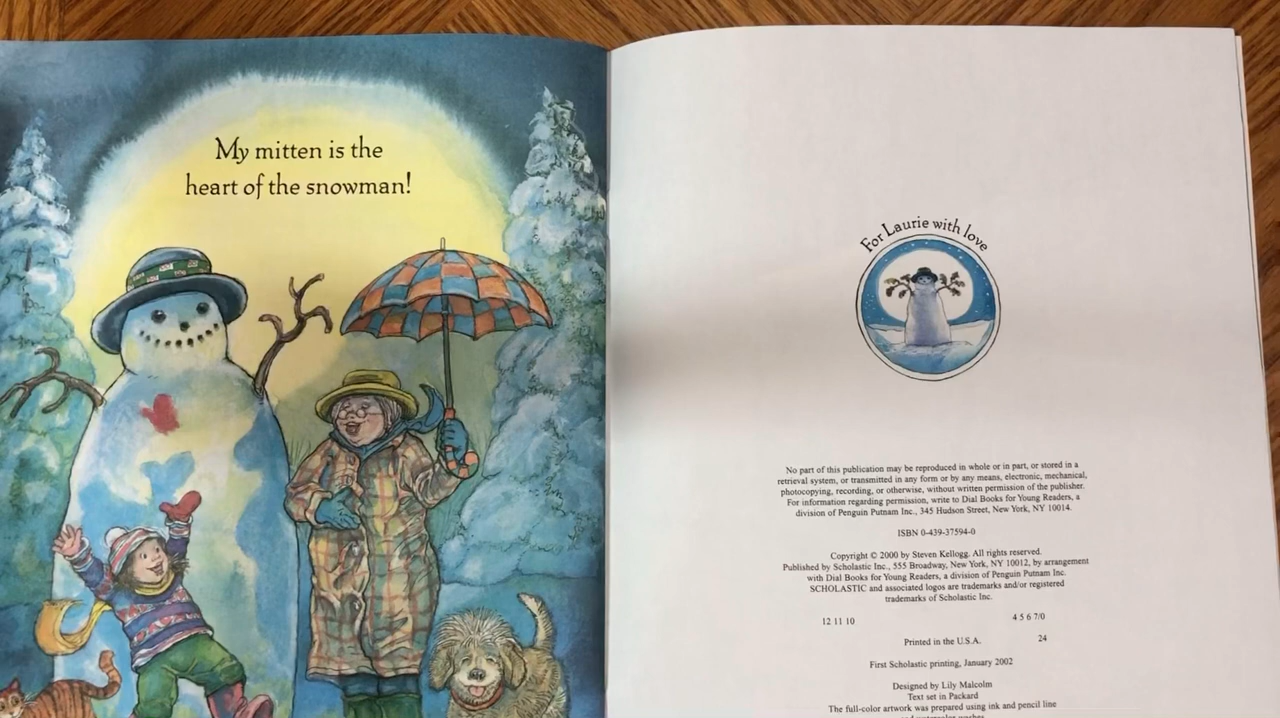 My mitten is the
heart of the snowman!
For Laurie with love
No part of this publication may be reproduced in whole or in part, or stored in a
retrieval system, or transmitted in any form or by any means, electronic, mechanical,
photocopying, recording, or otherwise, without written permission of the publisher.
For information regarding permission, write to Dial Books for Young Readers, a
division of Penguin Putnam Inc., 345 Hudson Street, New York, NY 10014.
ISBN 0-439-37594-0
Copyright © 2000 by Steven Kellogg. All rights reserved.
Published by Scholastic Inc., 555 Broadway, New York, NY 10012, by arrangement
with Dial Books for Young Readers, a division of Penguin Putnam Inc.
SCHOLASTIC and associated logos are trademarks and/or registered
trademarks of Scholastic Inc.
12 11 10 4 5 6 7/0
Printed in the U.S.A. 24
First Scholastic printing, January 2002
Designed by Lily Malcolm
Text set in Packard
The full-color artwork was prepared using ink and pencil line
and watercolor washes.